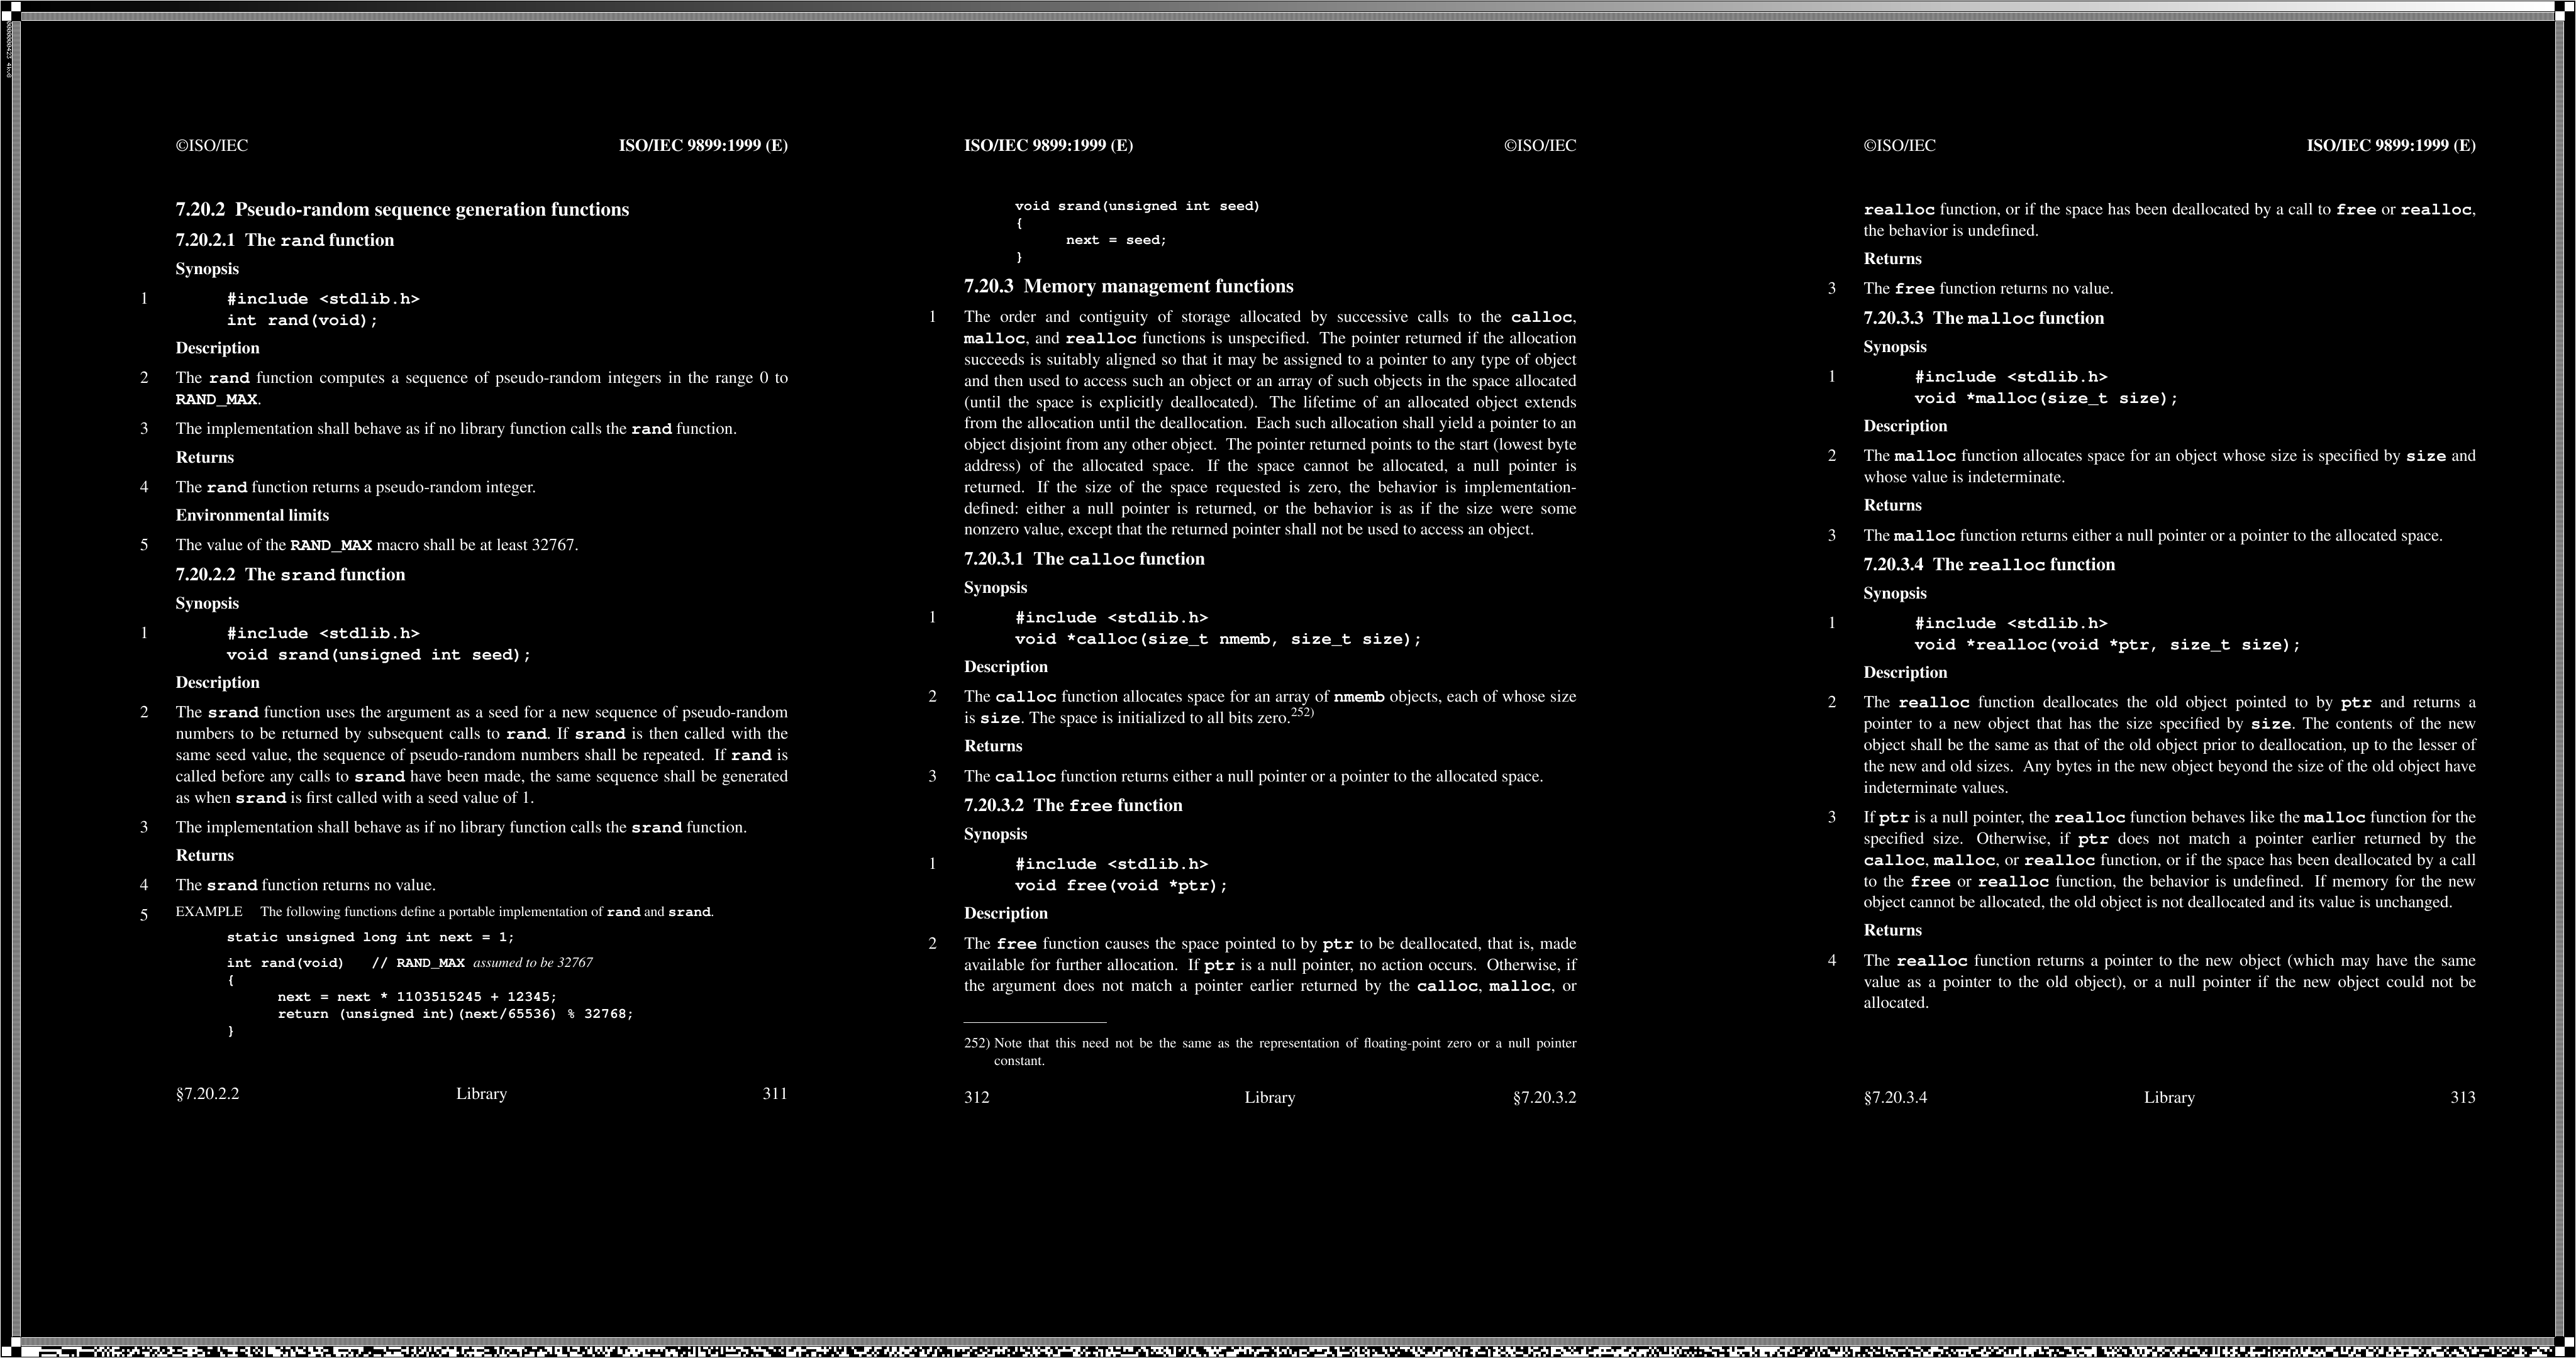 ©ISO/IEC ISO/IEC 9899:1999 (E)
7.20.2 Pseudo-random sequence generation functions
7.20.2.1 The rand function
Synopsis
1 #include <stdlib.h>
int rand(void);
Description
2 The rand function computes a sequence of pseudo-random integers in the range 0 to
RAND_MAX.
3 The implementation shall behave as if no library function calls the rand function.
Returns
4 The rand function returns a pseudo-random integer.
Environmental limits
5 The value of the RAND_MAX macro shall be at least 32767.
7.20.2.2 The srand function
Synopsis
1 #include <stdlib.h>
void srand(unsigned int seed);
Description
2 The srand function uses the argument as a seed for a new sequence of pseudo-random
numbers to be returned by subsequent calls to rand. If srand is then called with the
same seed value, the sequence of pseudo-random numbers shall be repeated. If rand is
called before any calls to srand have been made, the same sequence shall be generated
as when srand is first called with a seed value of 1.
3 The implementation shall behave as if no library function calls the srand function.
Returns
4 The srand function returns no value.
5 EXAMPLE The following functions define a portable implementation of rand and srand.
static unsigned long int next = 1;
int rand(void) // RAND_MAX assumed to be 32767
{
next = next * 1103515245 + 12345;
return (unsigned int)(next/65536) % 32768;
}
§7.20.2.2 Library 311
ISO/IEC 9899:1999 (E) ©ISO/IEC
void srand(unsigned int seed)
{
next = seed;
}
7.20.3 Memory management functions
1 The order and contiguity of storage allocated by successive calls to the calloc,
malloc, and realloc functions is unspecified. The pointer returned if the allocation
succeeds is suitably aligned so that it may be assigned to a pointer to any type of object
and then used to access such an object or an array of such objects in the space allocated
(until the space is explicitly deallocated). The lifetime of an allocated object extends
from the allocation until the deallocation. Each such allocation shall yield a pointer to an
object disjoint from any other object. The pointer returned points to the start (lowest byte
address) of the allocated space. If the space cannot be allocated, a null pointer is
returned. If the size of the space requested is zero, the behavior is implementation-
defined: either a null pointer is returned, or the behavior is as if the size were some
nonzero value, except that the returned pointer shall not be used to access an object.
7.20.3.1 The calloc function
Synopsis
1 #include <stdlib.h>
void *calloc(size_t nmemb, size_t size);
Description
2 The calloc function allocates space for an array of nmemb objects, each of whose size
is size. The space is initialized to all bits zero.252)
Returns
3 The calloc function returns either a null pointer or a pointer to the allocated space.
7.20.3.2 The free function
Synopsis
1 #include <stdlib.h>
void free(void *ptr);
Description
2 The free function causes the space pointed to by ptr to be deallocated, that is, made
available for further allocation. If ptr is a null pointer, no action occurs. Otherwise, if
the argument does not match a pointer earlier returned by the calloc, malloc, or
252) Note that this need not be the same as the representation of floating-point zero or a null pointer
constant.
312 Library §7.20.3.2
©ISO/IEC ISO/IEC 9899:1999 (E)
realloc function, or if the space has been deallocated by a call to free or realloc,
the behavior is undefined.
Returns
3 The free function returns no value.
7.20.3.3 The malloc function
Synopsis
1 #include <stdlib.h>
void *malloc(size_t size);
Description
2 The malloc function allocates space for an object whose size is specified by size and
whose value is indeterminate.
Returns
3 The malloc function returns either a null pointer or a pointer to the allocated space.
7.20.3.4 The realloc function
Synopsis
1 #include <stdlib.h>
void *realloc(void *ptr, size_t size);
Description
2 The realloc function deallocates the old object pointed to by ptr and returns a
pointer to a new object that has the size specified by size. The contents of the new
object shall be the same as that of the old object prior to deallocation, up to the lesser of
the new and old sizes. Any bytes in the new object beyond the size of the old object have
indeterminate values.
3 If ptr is a null pointer, the realloc function behaves like the malloc function for the
specified size. Otherwise, if ptr does not match a pointer earlier returned by the
calloc, malloc, or realloc function, or if the space has been deallocated by a call
to the free or realloc function, the behavior is undefined. If memory for the new
object cannot be allocated, the old object is not deallocated and its value is unchanged.
Returns
4 The realloc function returns a pointer to the new object (which may have the same
value as a pointer to the old object), or a null pointer if the new object could not be
allocated.
§7.20.3.4 Library 313